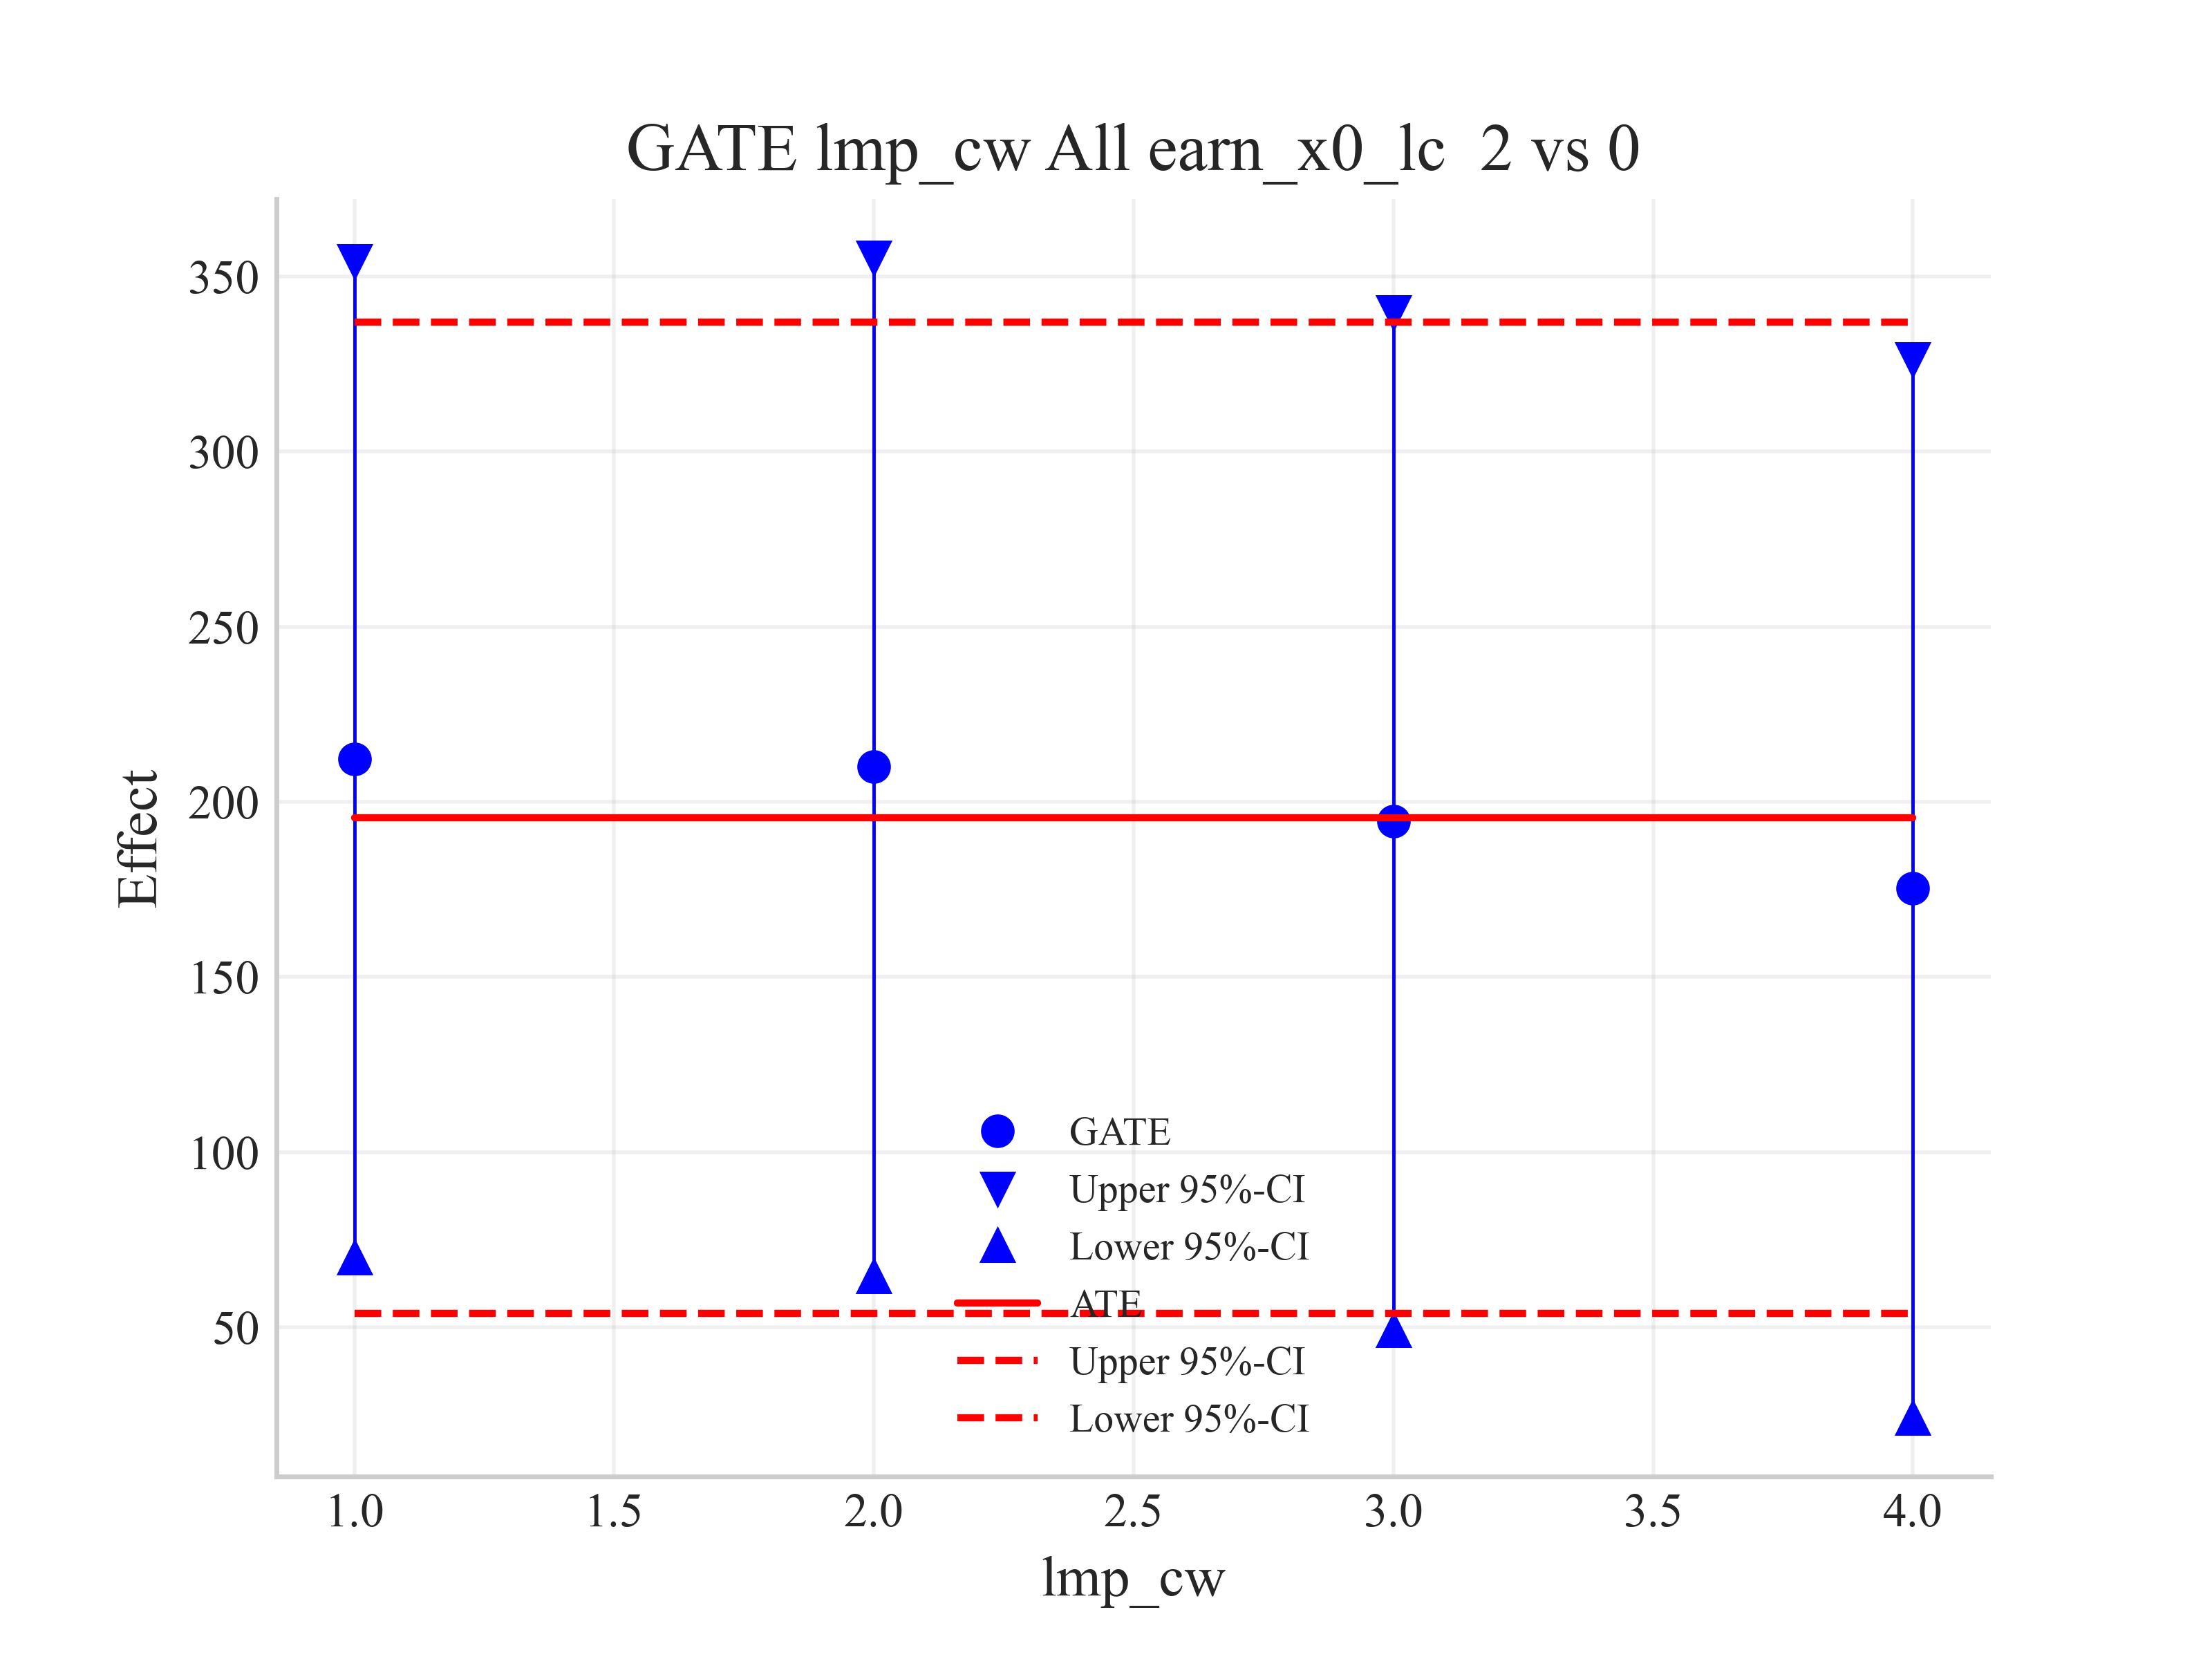 GATE lmp_cw All eam_x0_lc 2 vs 0
Effect
350
300
250
200
150
100
50
GATE
Upper 95%-CI
Lower 95%-CI
ATE
Upper 95%-CI
Lower 95%-CI
1.0 1.5 2.0 2.5 3.0 3.5 4.0
lmp_cw